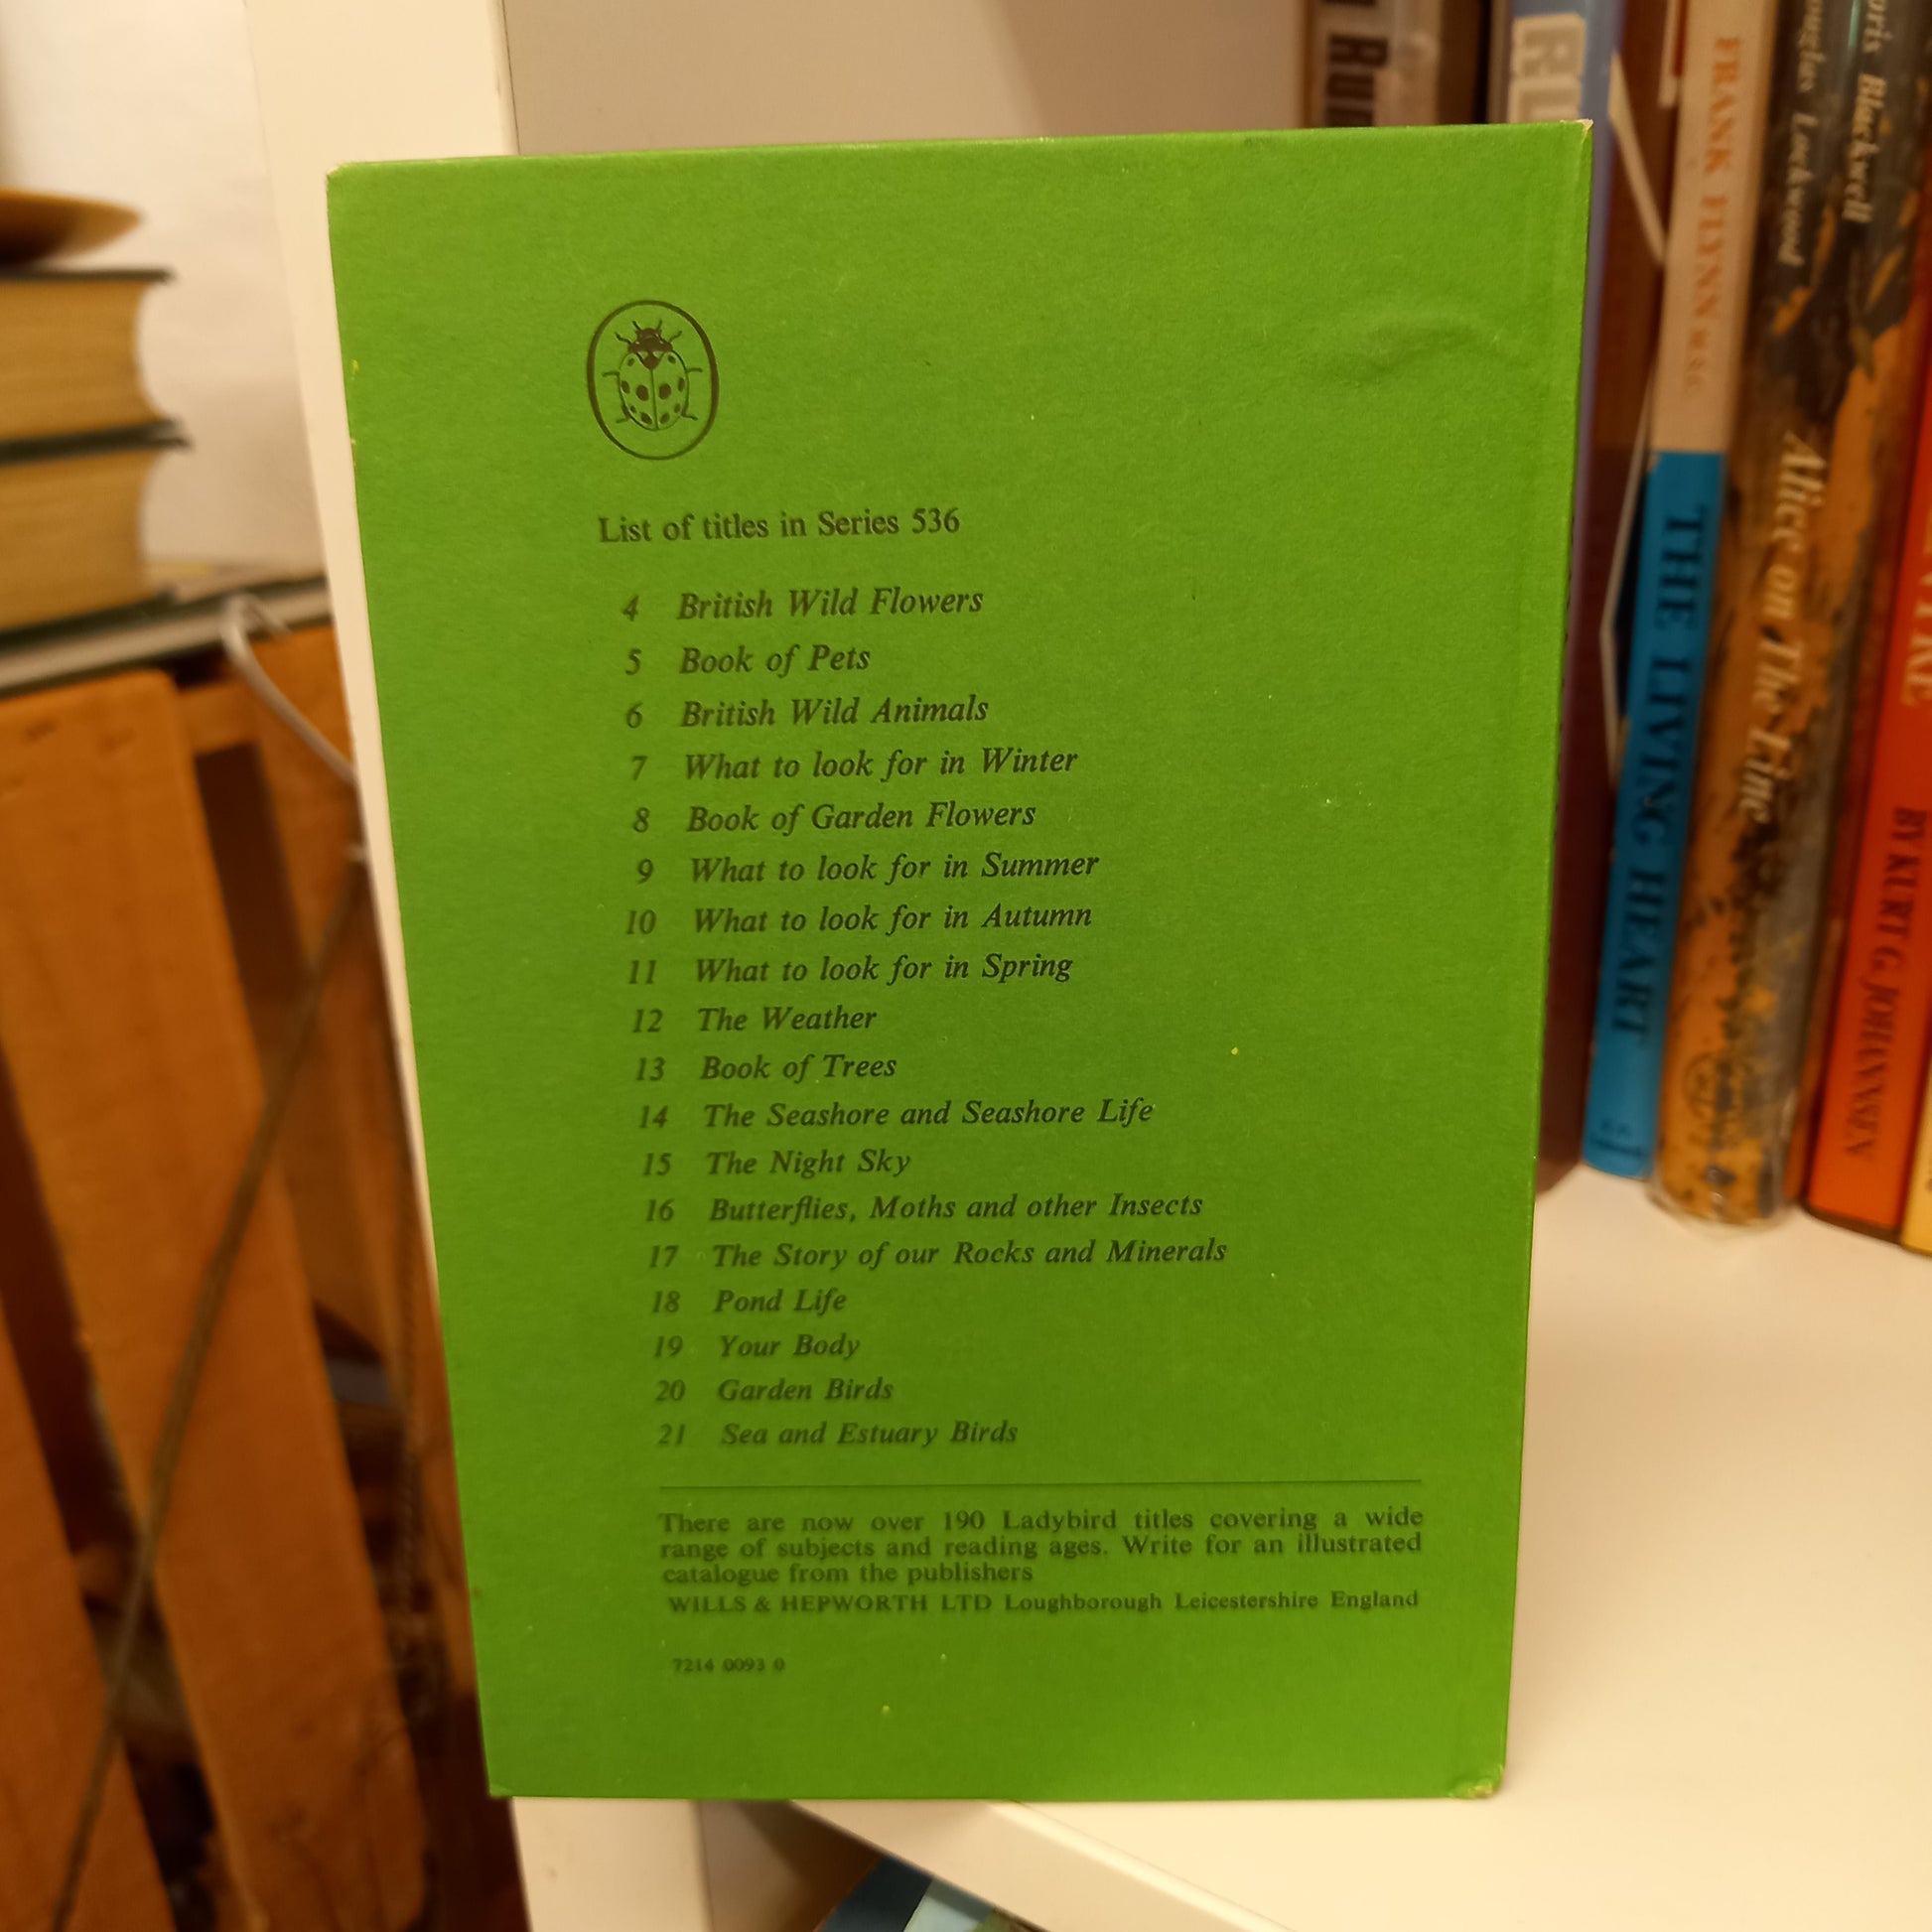 List of titles in Series 536
4 British Wild Flowers
5 Book of Pets
6 British Wild Animals
7 What to look for in Winter
8 Book of Garden Flowers
9 What to look for in Summer
10 What to look for in Autumn
11 What to look for in Spring
12 The Weather
13 Book of Trees
14 The Seashore and Seashore Life
15 The Night Sky
16 Butterflies, Moths and other Insects
17 The Story of our Rocks and Minerals
18 Pond Life
19 Your Body
20 Garden Birds
21 Sea and Estuary Birds
There are now over 190 Ladybird titles covering a wide
range of subjects and reading ages. Write for an illustrated
catalogue from the publishers
WILLS & HEPWORTH LTD Loughborough Leicestershire England
7214 0093 0
FRANK FLYNN
THE LIVING HEART
Lockwood
Blackwell
Alice on The Line
BY KURT G. JOHANNSEN